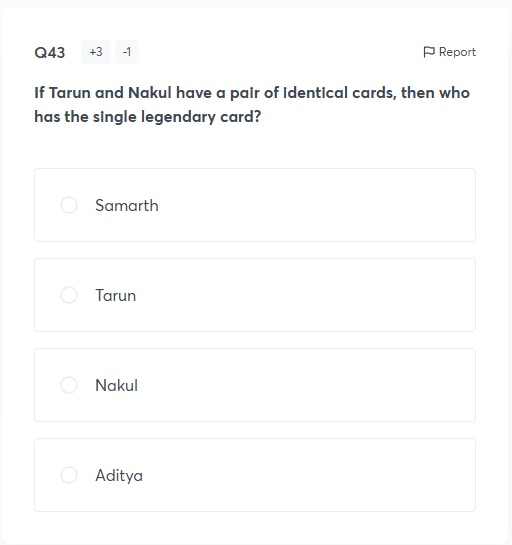 Q43 +3 -1 Report
If Tarun and Nakul have a pair of identical cards, then who
has the single legendary card?
Samarth
Tarun
Nakul
Aditya